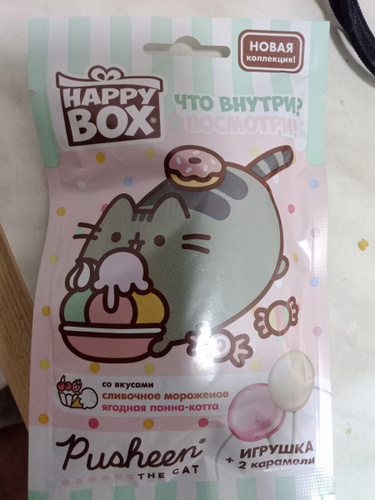 НОВАЯ
коллекция!
HAPPY
BOX®
ЧТО ВНУТРИ?
ПОСМОТРИ!
со вкусами
сливочное мороженое
ягодная панна-котта
Pusheen®
THE CAT
ИГРУШКА
+ 2 карамели